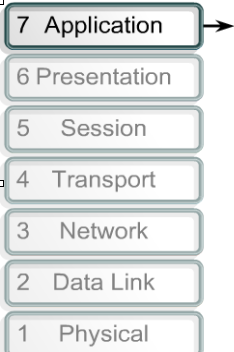 7 Application
6 Presentation
5 Session
4 Transport
3 Network
2 Data Link
1 Physical